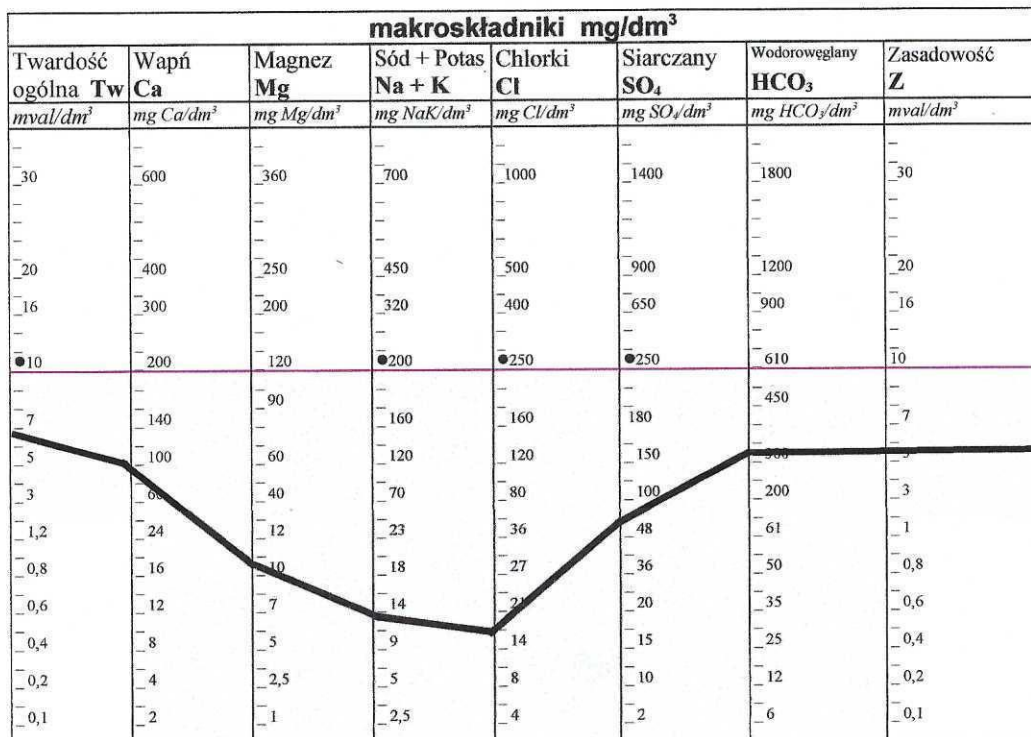 makroskładniki mg/dm³
Twardość ogólna Tw | Wapń Ca | Magnez Mg | Sód + Potas Na + K | Chlorki Cl | Siarczany SO₄ | Wodorowęglany HCO₃ | Zasadowość Z
mval/dm³ | mg Ca/dm³ | mg Mg/dm³ | mg NaK/dm³ | mg Cl/dm³ | mg SO₄/dm³ | mg HCO₃/dm³ | mval/dm³
30 600 360 700 1000 1400 1800 30
20 400 250 450 500 900 1200 20
16 300 200 320 400 650 900 16
●10 200 120 ●200 ●250 ●250 610 10
7 140 90 160 160 180 450 7
5 100 60 120 120 150 300 5
3 60 40 70 80 100 200 3
1,2 24 12 23 36 48 61 1
0,8 16 10 18 27 36 50 0,8
0,6 12 7 14 21 20 35 0,6
0,4 8 5 9 14 15 25 0,4
0,2 4 2,5 5 8 10 12 0,2
0,1 2 1 2,5 4 2 6 0,1